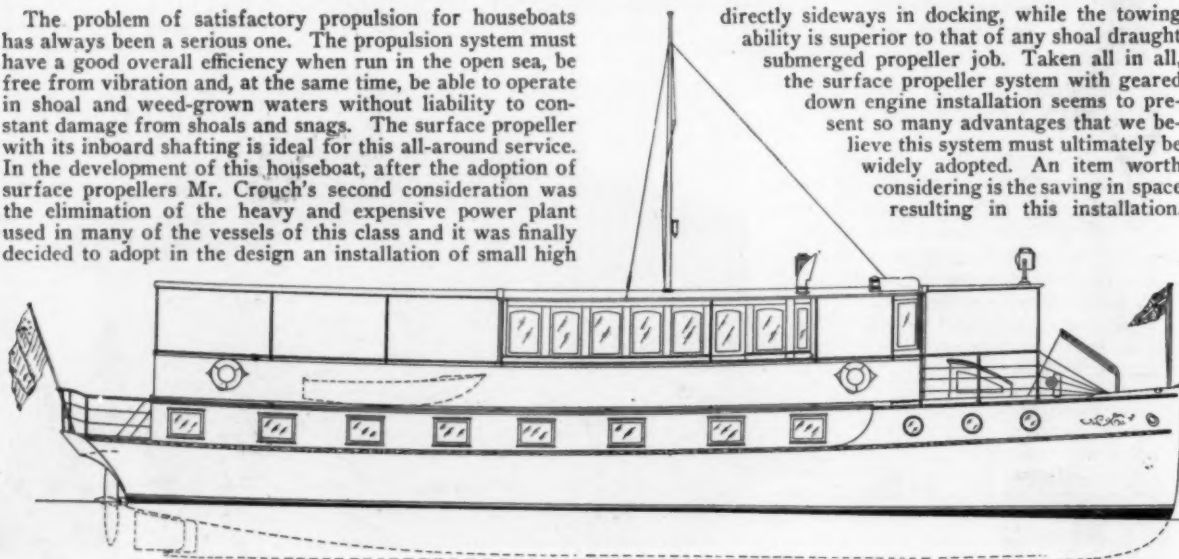 The problem of satisfactory propulsion for houseboats
has always been a serious one. The propulsion system must
have a good overall efficiency when run in the open sea, be
free from vibration and, at the same time, be able to operate
in shoal and weed-grown waters without liability to con-
stant damage from shoals and snags. The surface propeller
with its inboard shafting is ideal for this all-around service.
In the development of this houseboat, after the adoption of
surface propellers Mr. Crouch's second consideration was
the elimination of the heavy and expensive power plant
used in many of the vessels of this class and it was finally
decided to adopt in the design an installation of small high
directly sideways in docking, while the towing
ability is superior to that of any shoal draught
submerged propeller job. Taken all in all,
the surface propeller system with geared
down engine installation seems to pre-
sent so many advantages that we be-
lieve this system must ultimately be
widely adopted. An item worth
considering is the saving in space
resulting in this installation.